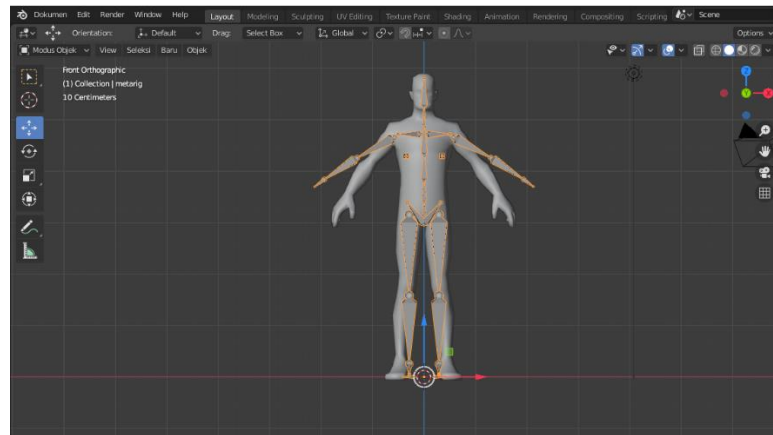 Dokumen Edit Render Window Help Layout Modeling Sculpting UV Editing Texture Paint Shading Animation Rendering Compositing Scripting Scene
Orientation: Default Drag: Select Box Global Options
Modus Objek View Seleksi Baru Objek
Front Orthographic
(1) Collection | metarig
10 Centimeters
Z
Y
X